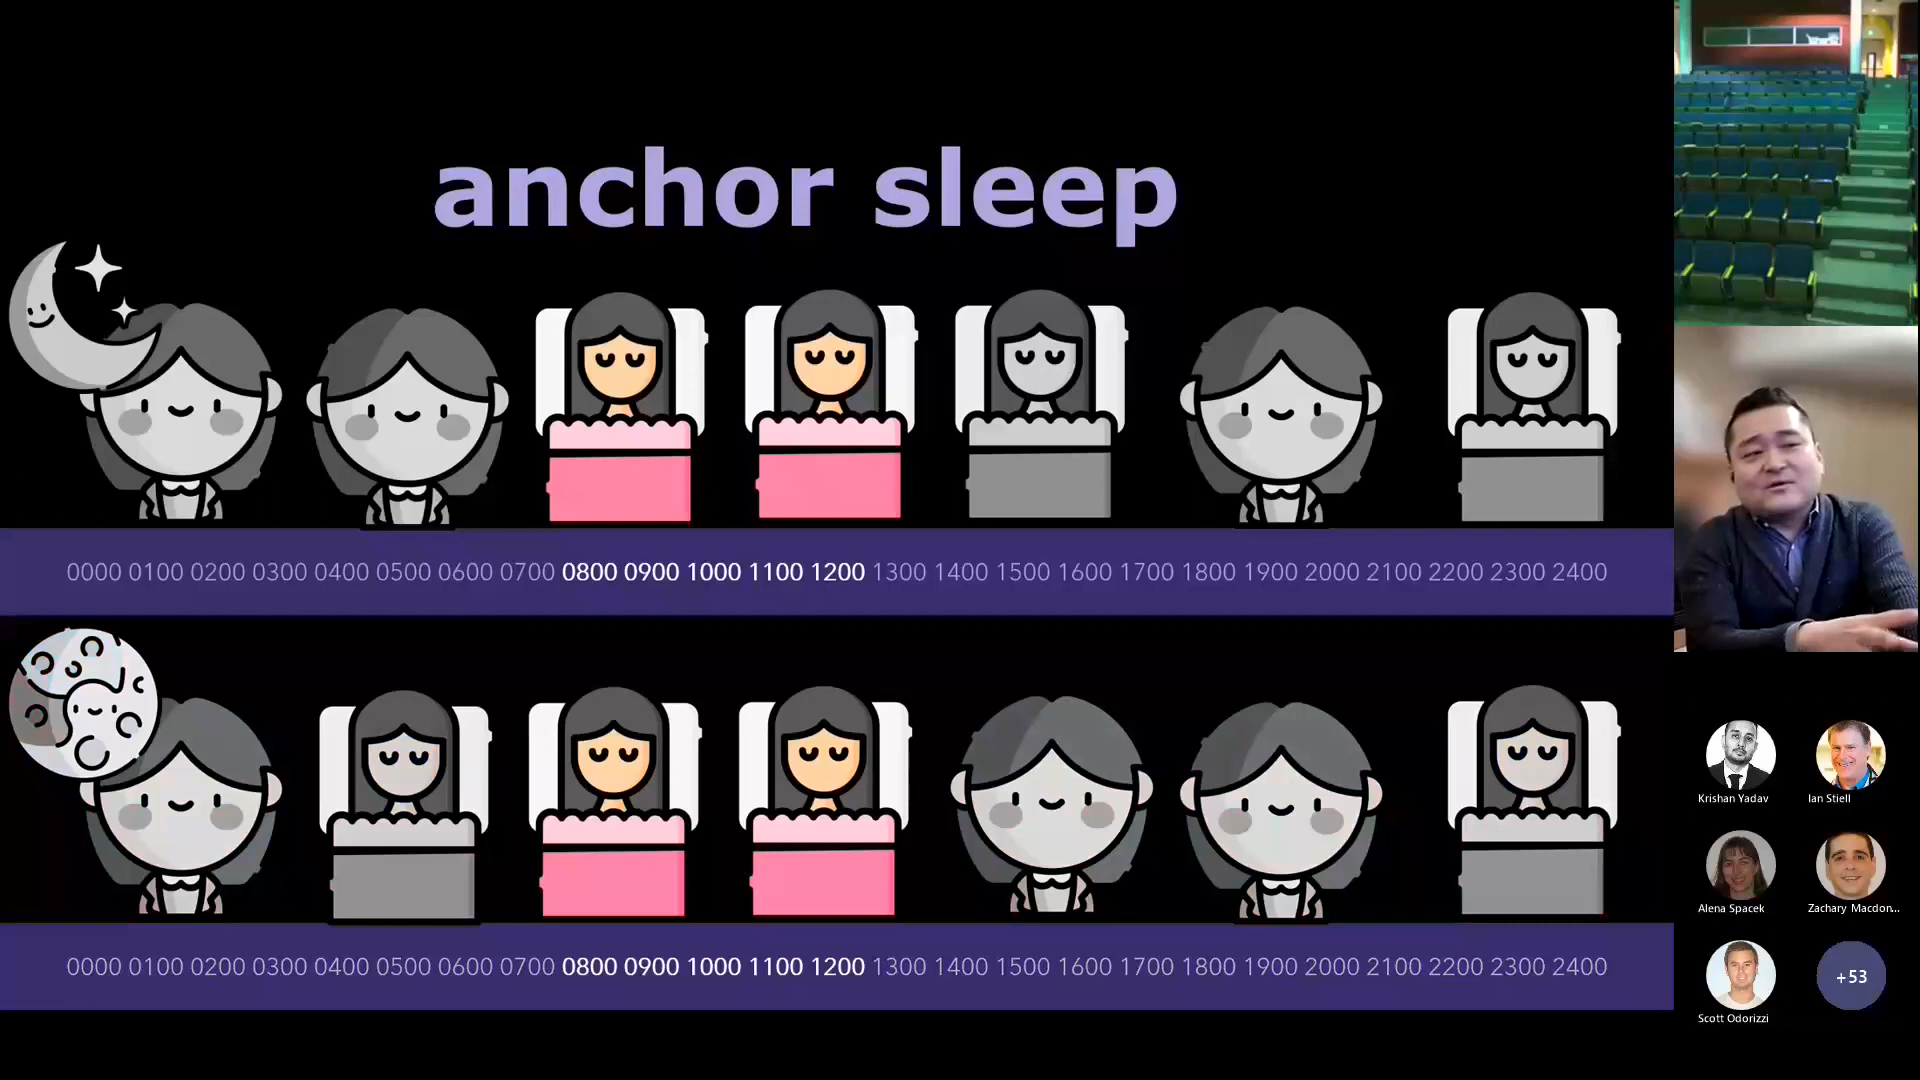 anchor sleep
0000 0100 0200 0300 0400 0500 0600 0700 0800 0900 1000 1100 1200 1300 1400 1500 1600 1700 1800 1900 2000 2100 2200 2300 2400
0000 0100 0200 0300 0400 0500 0600 0700 0800 0900 1000 1100 1200 1300 1400 1500 1600 1700 1800 1900 2000 2100 2200 2300 2400
Krishan Yadav
Ian Stiell
Alena Spacek
Zachary Macdon...
Scott Odorizzi
+53